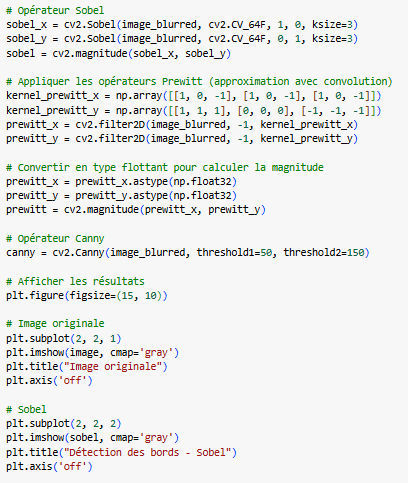 # Opérateur Sobel
sobel_x = cv2.Sobel(image_blurred, cv2.CV_64F, 1, 0, ksize=3)
sobel_y = cv2.Sobel(image_blurred, cv2.CV_64F, 0, 1, ksize=3)
sobel = cv2.magnitude(sobel_x, sobel_y)
# Appliquer les opérateurs Prewitt (approximation avec convolution)
kernel_prewitt_x = np.array([[1, 0, -1], [1, 0, -1], [1, 0, -1]])
kernel_prewitt_y = np.array([[1, 1, 1], [0, 0, 0], [-1, -1, -1]])
prewitt_x = cv2.filter2D(image_blurred, -1, kernel_prewitt_x)
prewitt_y = cv2.filter2D(image_blurred, -1, kernel_prewitt_y)
# Convertir en type flottant pour calculer la magnitude
prewitt_x = prewitt_x.astype(np.float32)
prewitt_y = prewitt_y.astype(np.float32)
prewitt = cv2.magnitude(prewitt_x, prewitt_y)
# Opérateur Canny
canny = cv2.Canny(image_blurred, threshold1=50, threshold2=150)
# Afficher les résultats
plt.figure(figsize=(15, 10))
# Image originale
plt.subplot(2, 2, 1)
plt.imshow(image, cmap='gray')
plt.title("Image originale")
plt.axis('off')
# Sobel
plt.subplot(2, 2, 2)
plt.imshow(sobel, cmap='gray')
plt.title("Détection des bords - Sobel")
plt.axis('off')